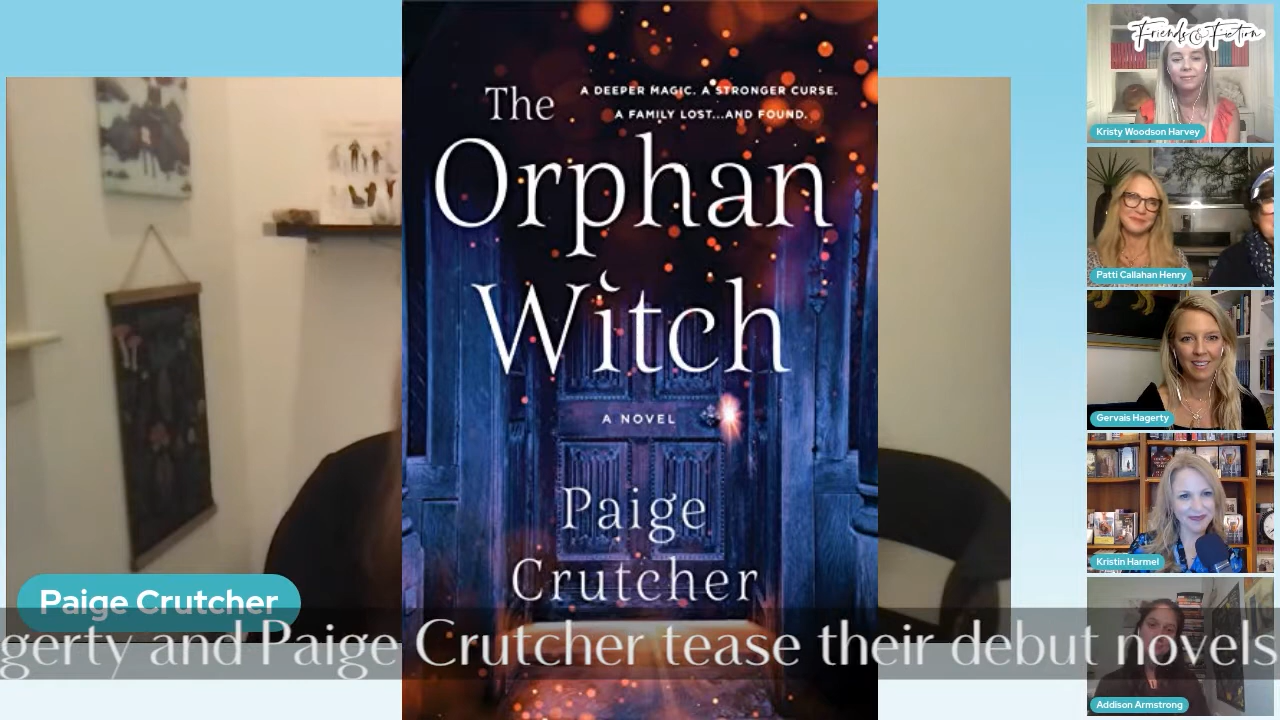 Friends & Fiction
The
A DEEPER MAGIC. A STRONGER CURSE.
A FAMILY LOST...AND FOUND.
Orphan
Witch
A NOVEL
Paige
Crutcher
Paige Crutcher
gerty and Paige Crutcher tease their debut novels
Kristy Woodson Harvey
Patti Callahan Henry
Gervais Hagerty
Kristin Harmel
Addison Armstrong